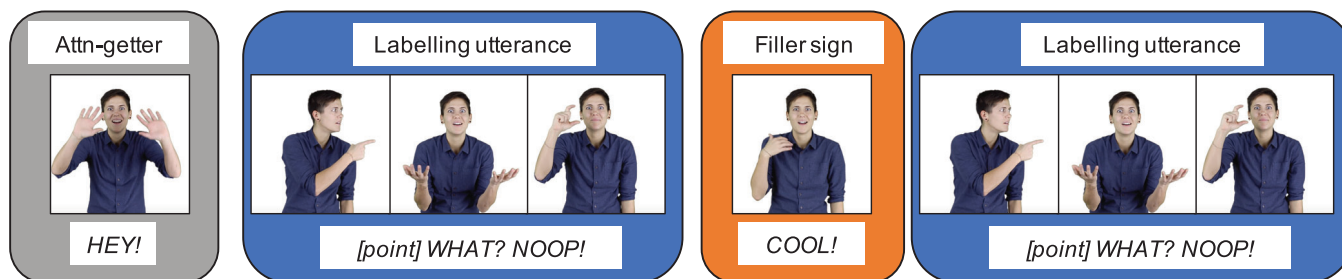 Attn-getter
Labelling utterance
Filler sign
Labelling utterance
HEY!
[point] WHAT? NOOP!
COOL!
[point] WHAT? NOOP!